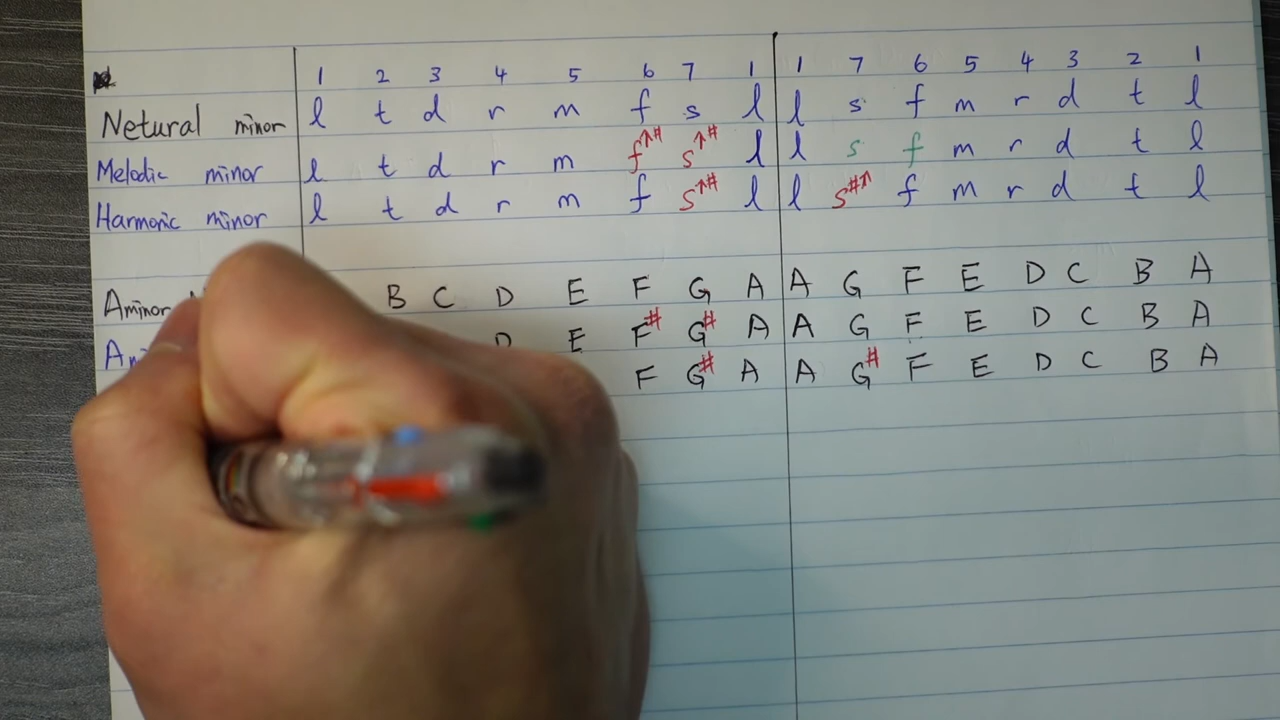 1 2 3 4 5 6 7 1 1 7 6 5 4 3 2 1
Netural minor l t d r m f s l l s f m r d t l
Melodic minor l t d r m f↑# s↑# l l s f m r d t l
Harmonic minor l t d r m f s↑# l l s#↑ f m r d t l
Aminor B C D E F G A A G F E D C B A
D E F# G# A A G F E D C B A
F G# A A G# F E D C B A